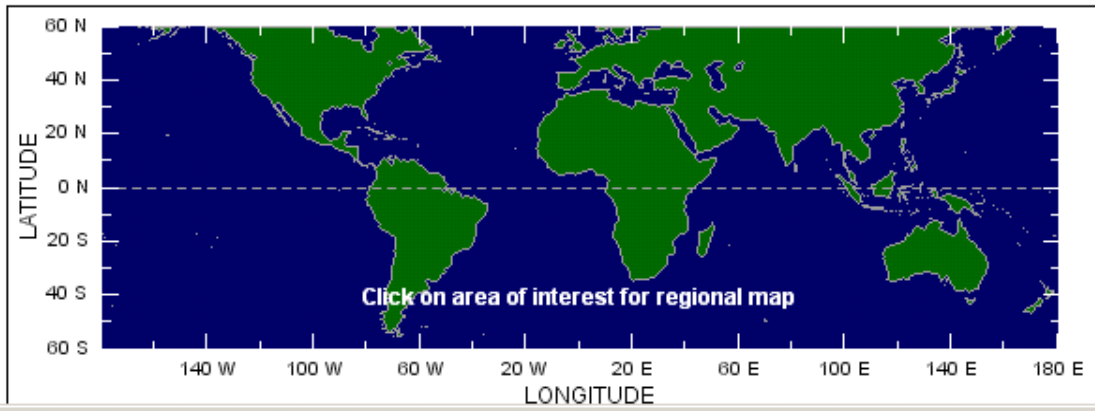 60 N
40 N
20 N
0 N
20 S
40 S
60 S
LATITUDE
Click on area of interest for regional map
140 W 100 W 60 W 20 W 20 E 60 E 100 E 140 E 180 E
LONGITUDE